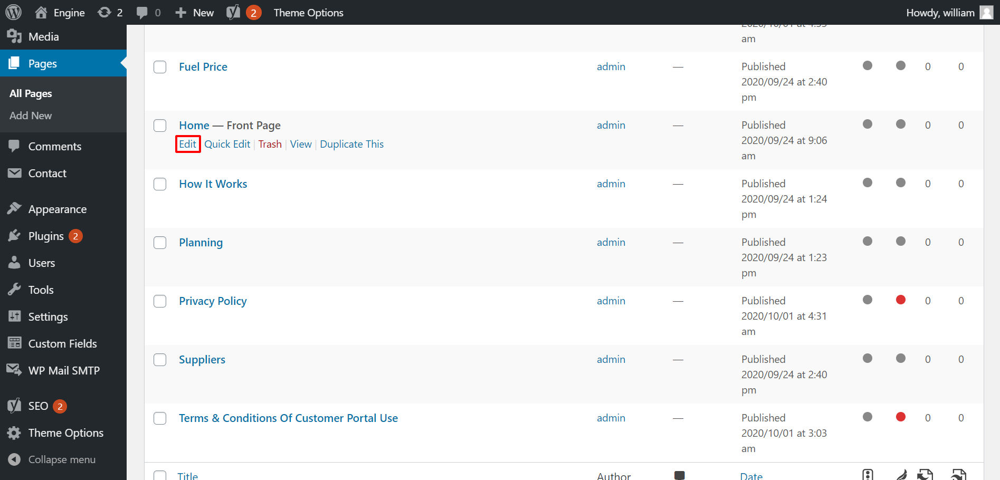 Engine 2 0 New 2 Theme Options Howdy, william
Media
Pages
All Pages
Add New
Comments
Contact
Appearance
Plugins 2
Users
Tools
Settings
Custom Fields
WP Mail SMTP
SEO 2
Theme Options
Collapse menu
am
Fuel Price admin — Published 0 0
2020/09/24 at 2:40
pm
Home — Front Page admin — Published 0 0
Edit Quick Edit | Trash | View | Duplicate This 2020/09/24 at 9:06
am
How It Works admin — Published 0 0
2020/09/24 at 1:24
pm
Planning admin — Published 0 0
2020/09/24 at 1:23
pm
Privacy Policy admin — Published 0 0
2020/10/01 at 4:31
am
Suppliers admin — Published 0 0
2020/09/24 at 2:40
pm
Terms & Conditions Of Customer Portal Use admin — Published 0 0
2020/10/01 at 3:03
am
Title Author Date